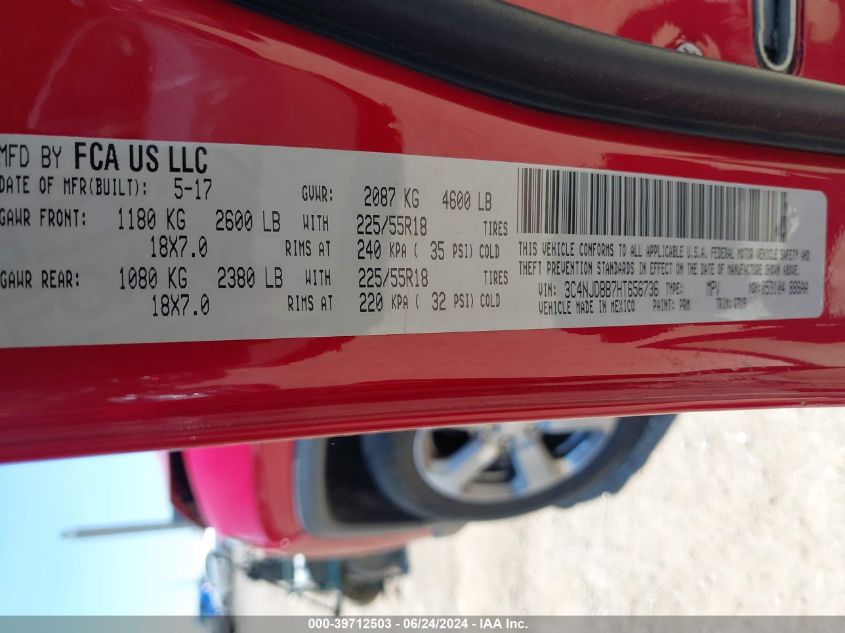 MFD BY FCA US LLC
DATE OF MFR(BUILT): 5-17 GVWR: 2087 KG 4600 LB
GAWR FRONT: 1180 KG 2600 LB WITH 225/55R18 TIRES
18X7.0 RIMS AT 240 KPA ( 35 PSI) COLD
GAWR REAR: 1080 KG 2380 LB WITH 225/55R18 TIRES
18X7.0 RIMS AT 220 KPA ( 32 PSI) COLD
THIS VEHICLE CONFORMS TO ALL APPLICABLE U.S.A. FEDERAL MOTOR VEHICLE SAFETY AND
THEFT PREVENTION STANDARDS IN EFFECT ON THE DATE OF MANUFACTURE SHOWN ABOVE.
VIN: 3C4NJDBB7HT656736 TYPE: MPV MDH: 053104 888AA
VEHICLE MADE IN MEXICO PAINT: PRM TRIM:
000-39712503 - 06/24/2024 - IAA Inc.